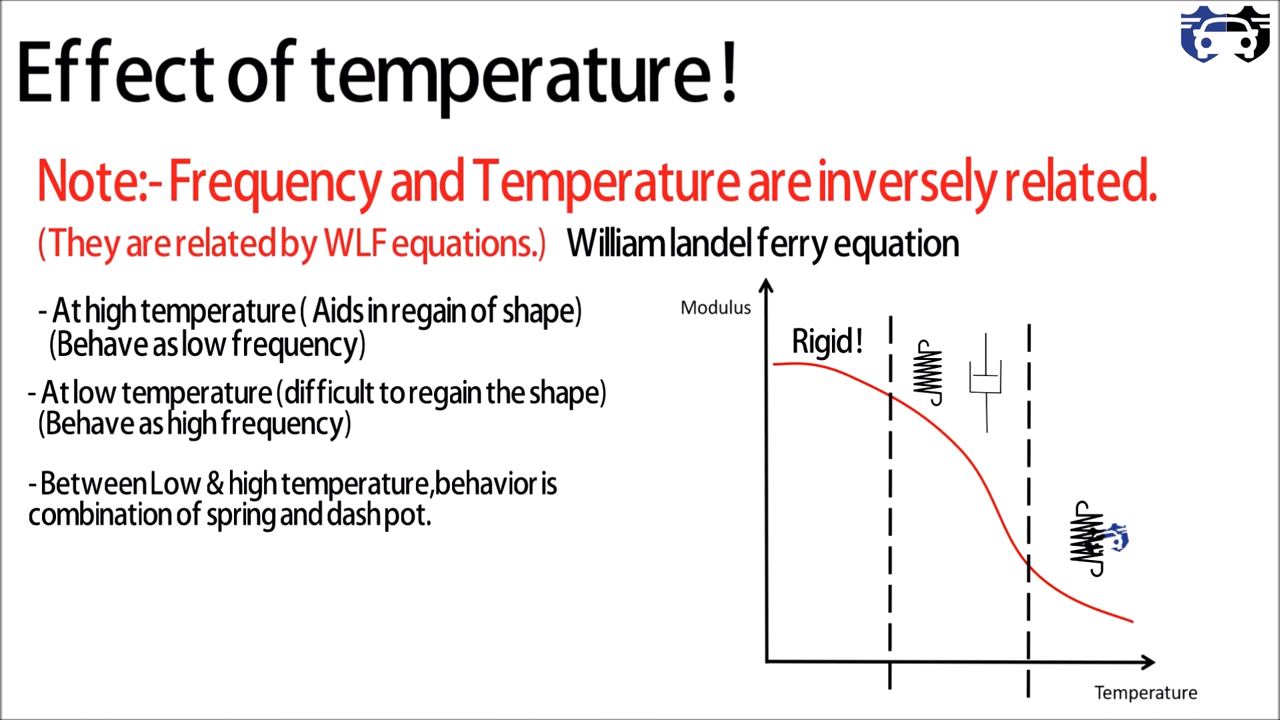 Effect of temperature!
Note:- Frequency and Temperature are inversely related.
(They are related by WLF equations.) William landel ferry equation
- At high temperature ( Aids in regain of shape)
(Behave as low frequency)
- At low temperature (difficult to regain the shape)
(Behave as high frequency)
- Between Low & high temperature,behavior is
combination of spring and dash pot.
Modulus
Rigid!
Temperature